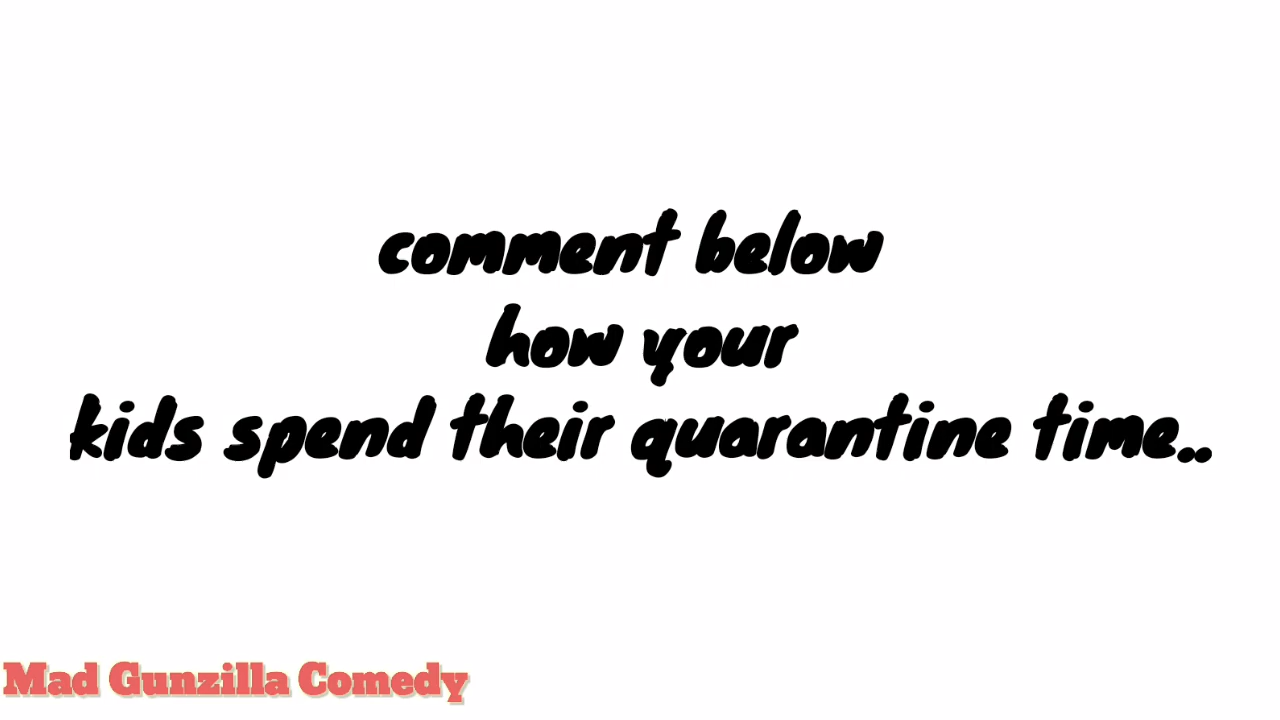 comment below
how your
kids spend their quarantine time..
Mad Gunzilla Comedy